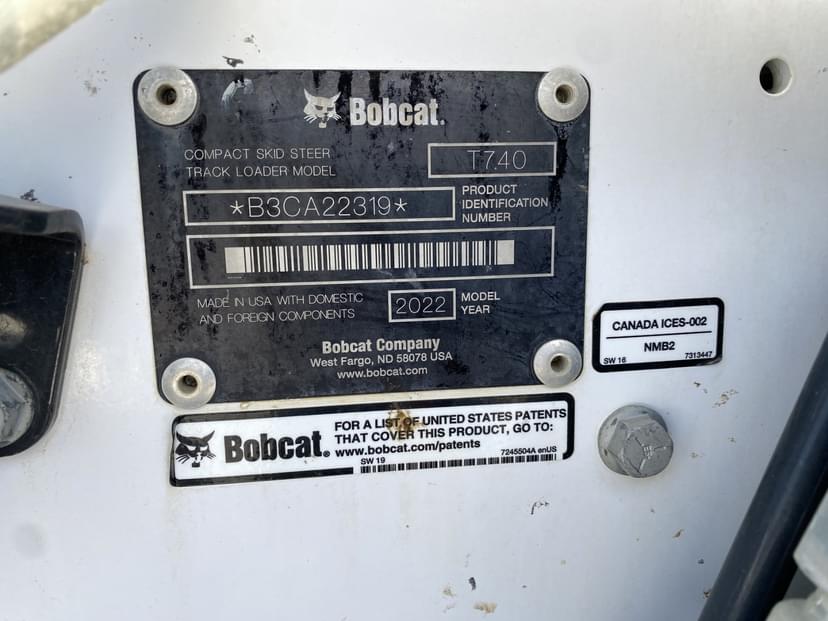 Bobcat.
COMPACT SKID STEER
TRACK LOADER MODEL
T7.40
*B3CA22319*
PRODUCT
IDENTIFICATION
NUMBER
MADE IN USA WITH DOMESTIC
AND FOREIGN COMPONENTS
2022
MODEL
YEAR
Bobcat Company
West Fargo, ND 58078 USA
www.bobcat.com
CANADA ICES-002
NMB2
SW 16
7313447
Bobcat.
FOR A LIST OF UNITED STATES PATENTS
THAT COVER THIS PRODUCT, GO TO:
www.bobcat.com/patents
SW 19
7245504A enUS